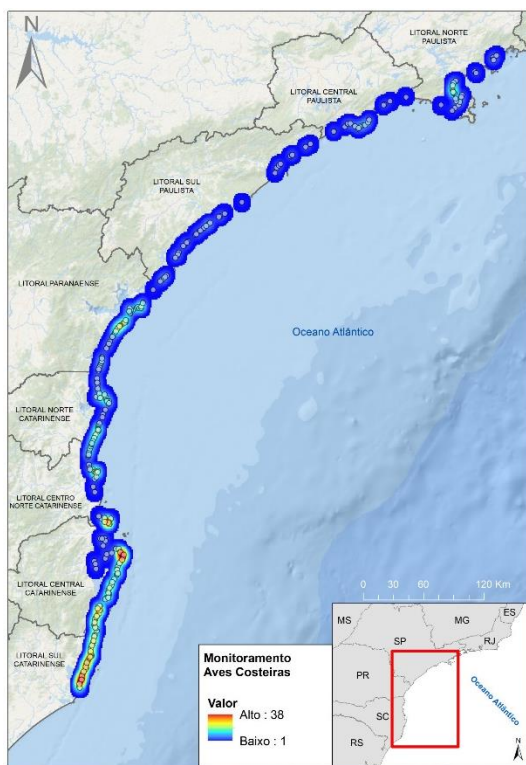 N
LITORAL NORTE
PAULISTA
LITORAL CENTRAL
PAULISTA
LITORAL SUL
PAULISTA
LITORAL PARANAENSE
Oceano Atlântico
LITORAL NORTE
CATARINENSE
LITORAL CENTRO
NORTE CATARINENSE
LITORAL CENTRAL
CATARINENSE
LITORAL SUL
CATARINENSE
0 30 60 120 Km
Monitoramento
Aves Costeiras
Valor
Alto : 38
Baixo : 1
MS
MG
ES
SP
RJ
PR
SC
RS
Oceano Atlântico
N